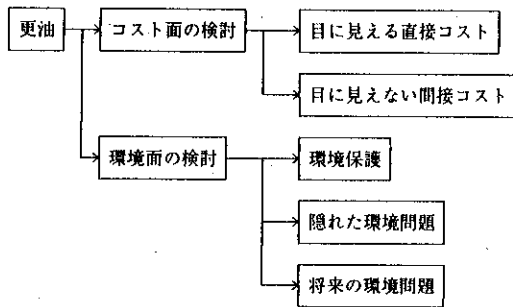 更油
コスト面の検討
目に見える直接コスト
目に見えない間接コスト
環境面の検討
環境保護
隠れた環境問題
将来の環境問題